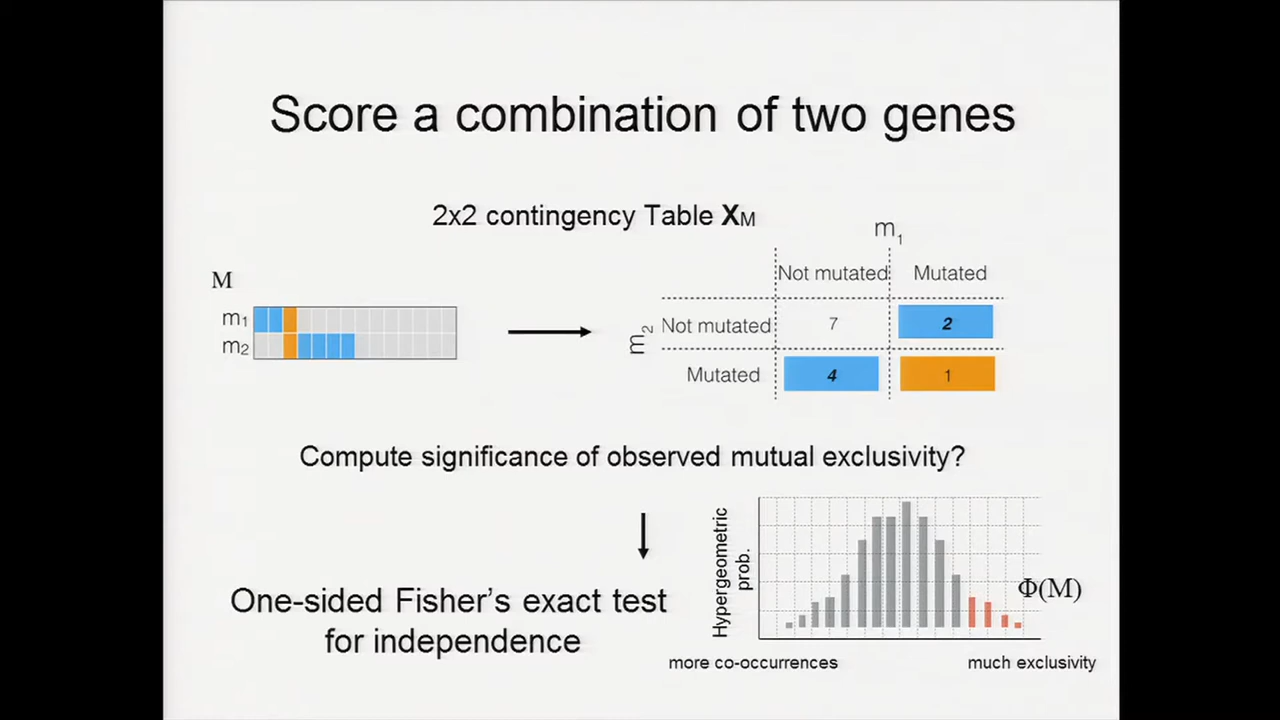 Score a combination of two genes
2x2 contingency Table XM
m1
M
Not mutated Mutated
m1
m2
m2
Not mutated 7 2
Mutated 4 1
Compute significance of observed mutual exclusivity?
Hypergeometric
prob.
Φ(M)
One-sided Fisher's exact test
for independence
more co-occurrences much exclusivity